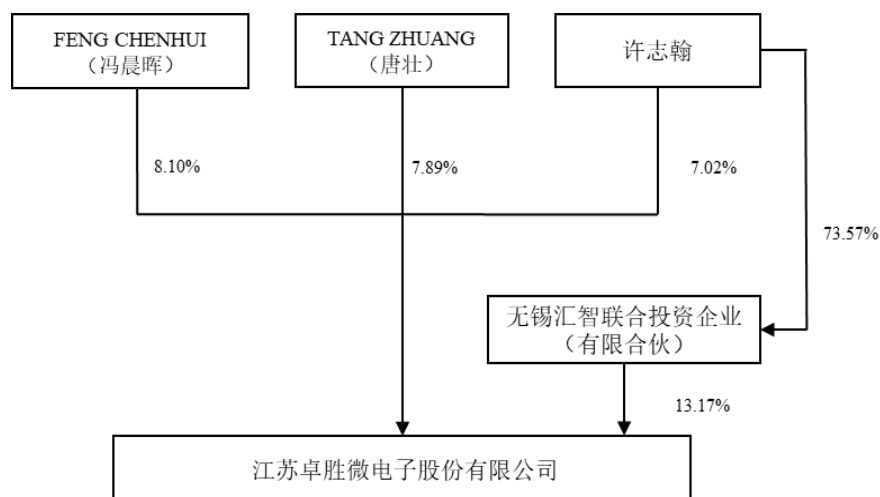 FENG CHENHUI
（冯晨晖）
TANG ZHUANG
（唐壮）
许志翰
8.10%
7.89%
7.02%
73.57%
无锡汇智联合投资企业
（有限合伙）
13.17%
江苏卓胜微电子股份有限公司